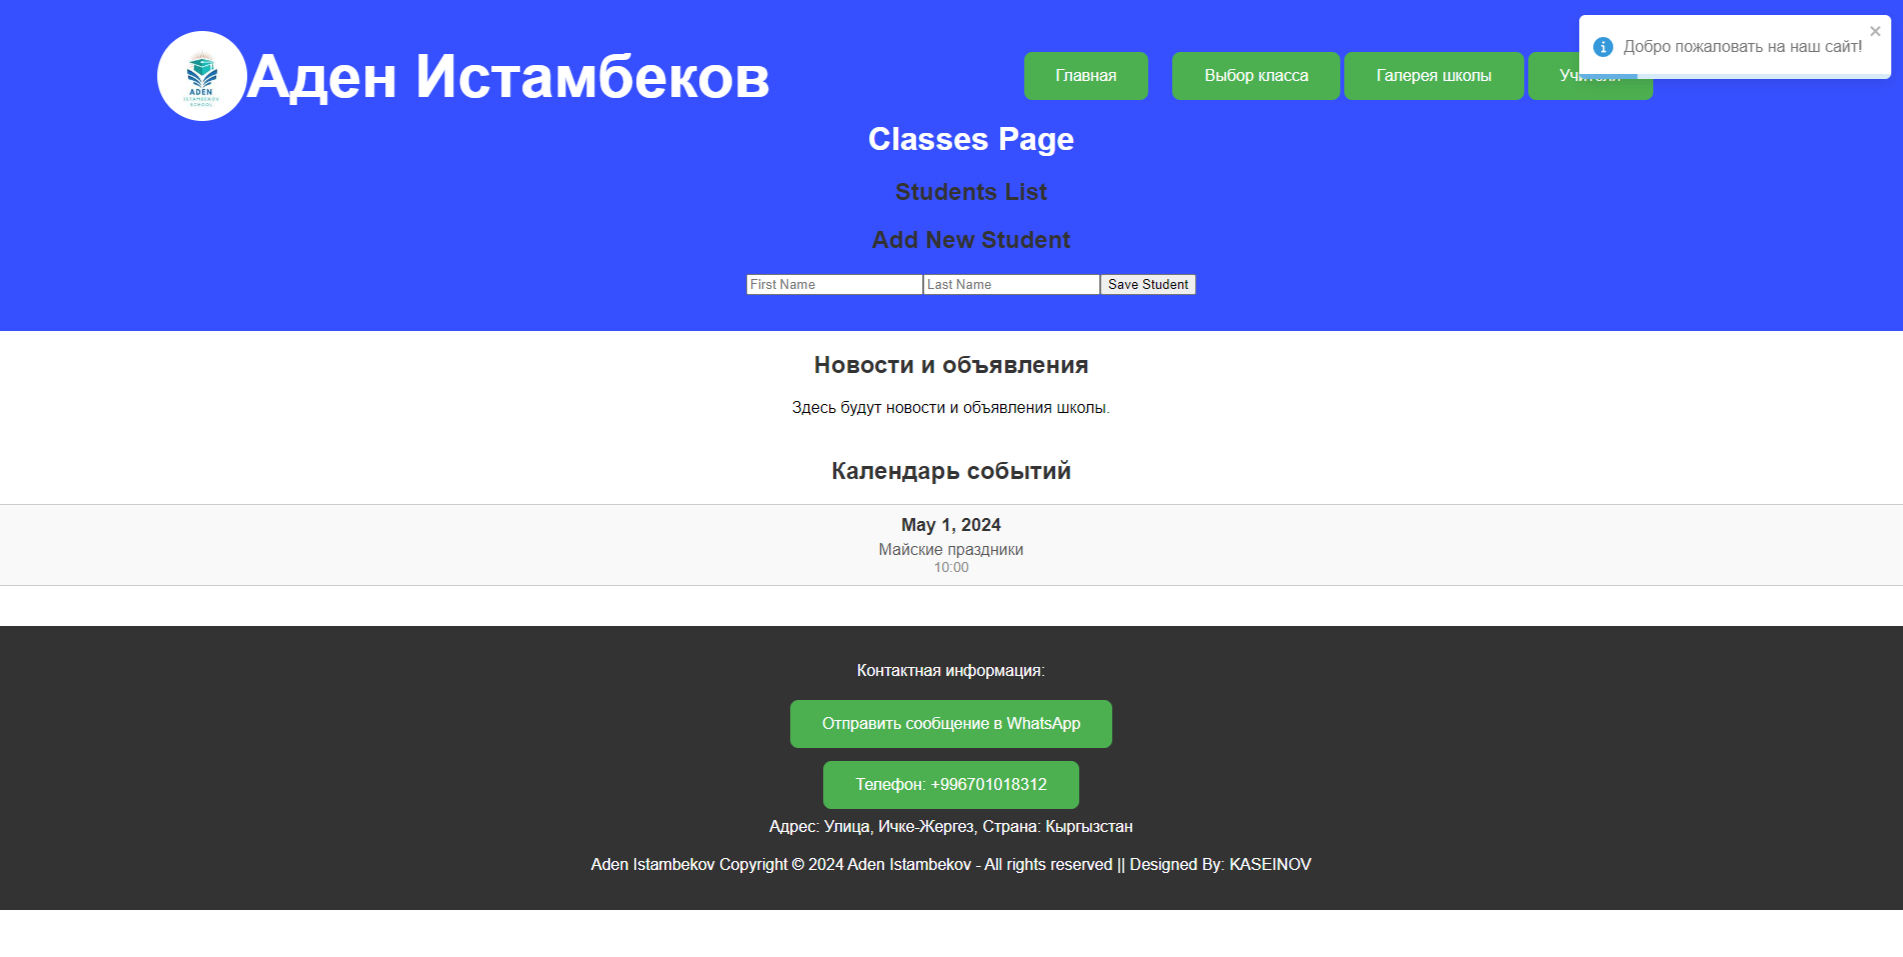 Добро пожаловать на наш сайт!
ADEN
ISTAMBEKOV
SCHOOL
Аден Истамбеков
Главная
Выбор класса
Галерея школы
Classes Page
Students List
Add New Student
First Name
Last Name
Save Student
Новости и объявления
Здесь будут новости и объявления школы.
Календарь событий
May 1, 2024
Майские праздники
10:00
Контактная информация:
Отправить сообщение в WhatsApp
Телефон: +996701018312
Адрес: Улица, Ичке-Жергез, Страна: Кыргызстан
Aden Istambekov Copyright © 2024 Aden Istambekov - All rights reserved || Designed By: KASEINOV